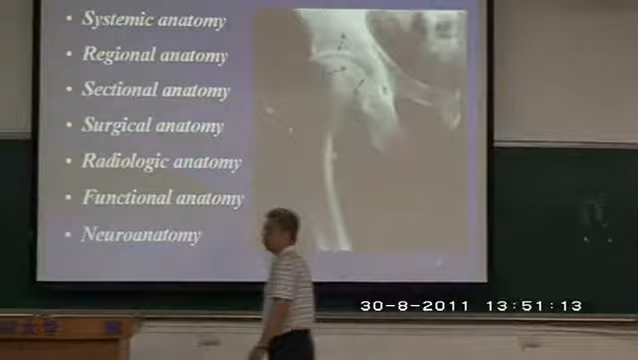 • Systemic anatomy
• Regional anatomy
• Sectional anatomy
• Surgical anatomy
• Radiologic anatomy
• Functional anatomy
• Neuroanatomy
30-8-2011 13:51:13